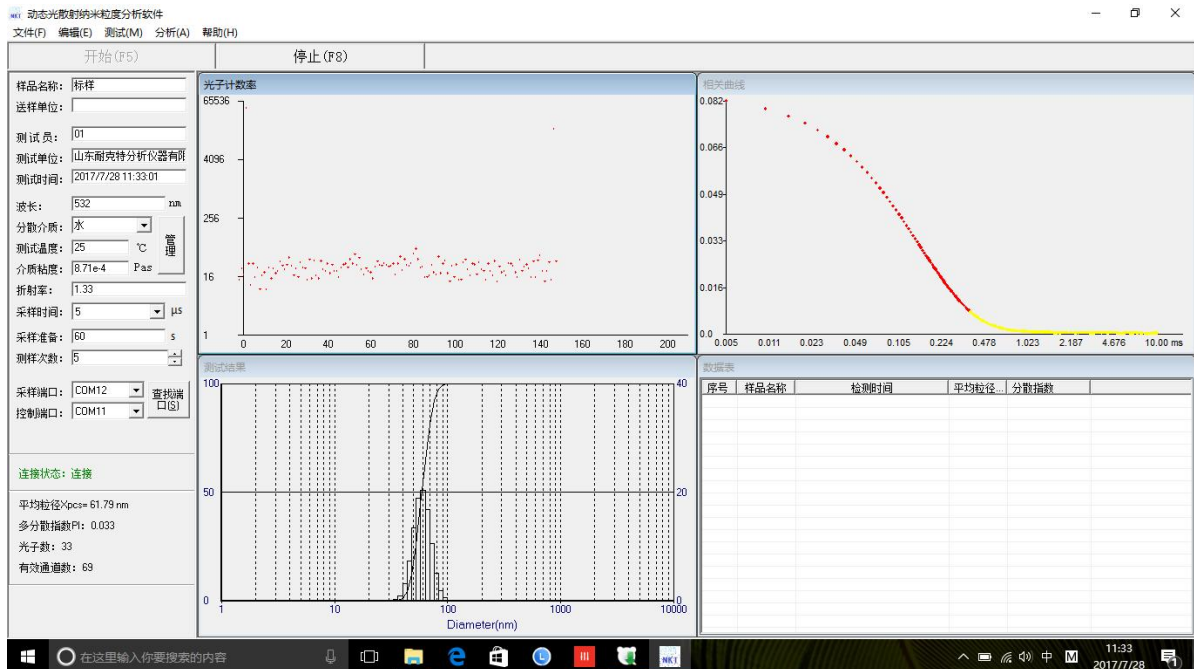 NKT 动态光散射纳米粒度分析软件
文件(F) 编辑(E) 测试(M) 分析(A) 帮助(H)
开始(F5) 停止(F8)
样品名称: 标样
送样单位:
测 试 员: 01
测试单位: 山东耐克特分析仪器有限
测试时间: 2017/7/28 11:33:01
波长: 532 nm
分散介质: 水
管理
测试温度: 25 ℃
介质粘度: 8.71e-4 Pas
折射率: 1.33
采样时间: 5 μs
采样准备: 60 s
测样次数: 5
采样端口: COM12
查找端口(S)
控制端口: COM11
连接状态: 连接
平均粒径Xpcs= 61.79 nm
多分散指数PI: 0.033
光子数: 33
有效通道数: 69
光子计数率
65536
4096
256
16
1
0 20 40 60 80 100 120 140 160 180 200
相关曲线
0.082
0.066
0.049
0.033
0.016
0.0
0.005 0.011 0.023 0.049 0.105 0.224 0.478 1.023 2.187 4.676 10.00 ms
测试结果
100 40
50 20
0 0
1 10 100 1000 10000
Diameter(nm)
数据表
序号 样品名称 检测时间 平均粒径... 分散指数
在这里输入你要搜索的内容
NKT
中 M
11:33
2017/7/28